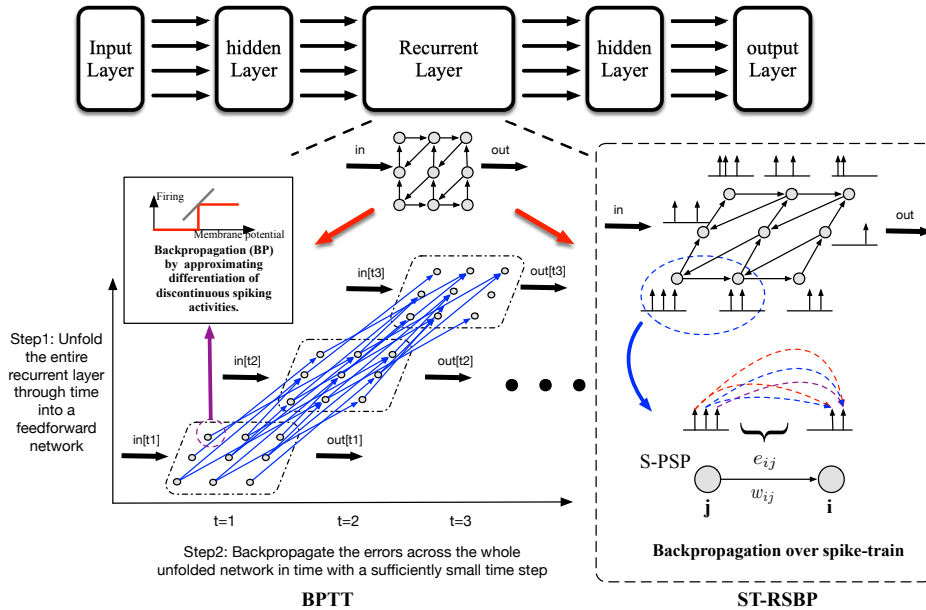 Input
Layer
hidden
Layer
Recurrent
Layer
hidden
Layer
output
Layer
in
out
Firing
Membrane potential
Backpropagation (BP)
by approximating
differentiation of
discontinuous spiking
activities.
in[t3]
out[t3]
in[t2]
out[t2]
in[t1]
out[t1]
Step1: Unfold
the entire
recurrent layer
through time
into a
feedforward
network
t=1
t=2
t=3
Step2: Backpropagate the errors across the whole
unfolded network in time with a sufficiently small time step
BPTT
in
out
S-PSP
e_{ij}
w_{ij}
j
i
Backpropagation over spike-train
ST-RSBP